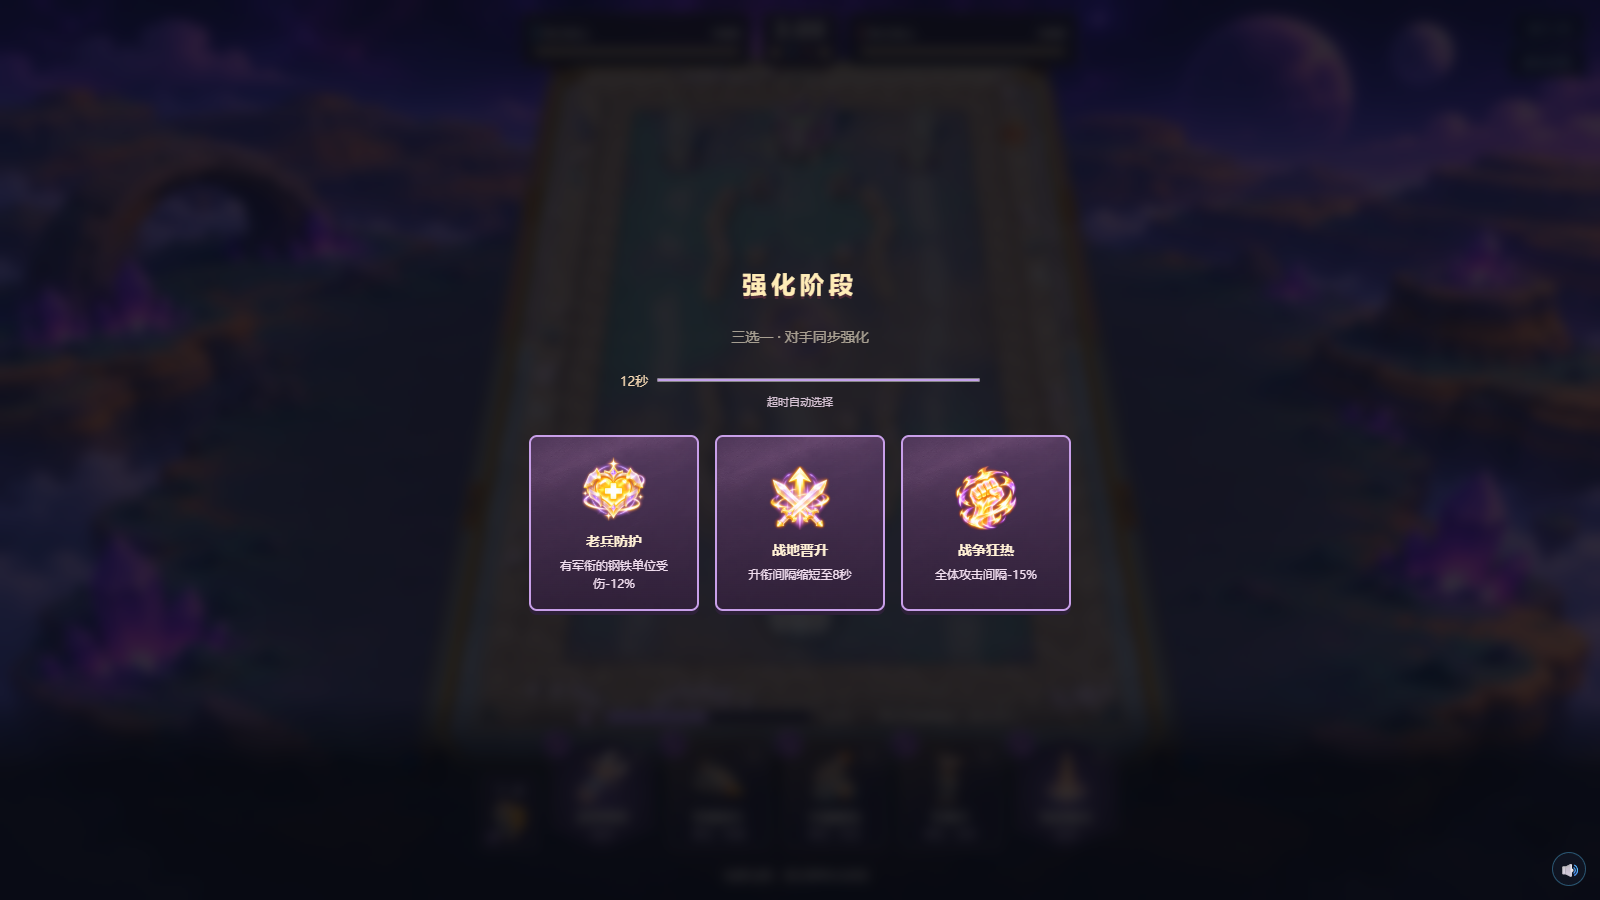 强化阶段
三选一 · 对手同步强化
12秒
超时自动选择
老兵防护
有军衔的钢铁单位受
伤-12%
战地晋升
升衔间隔缩短至8秒
战争狂热
全体攻击间隔-15%